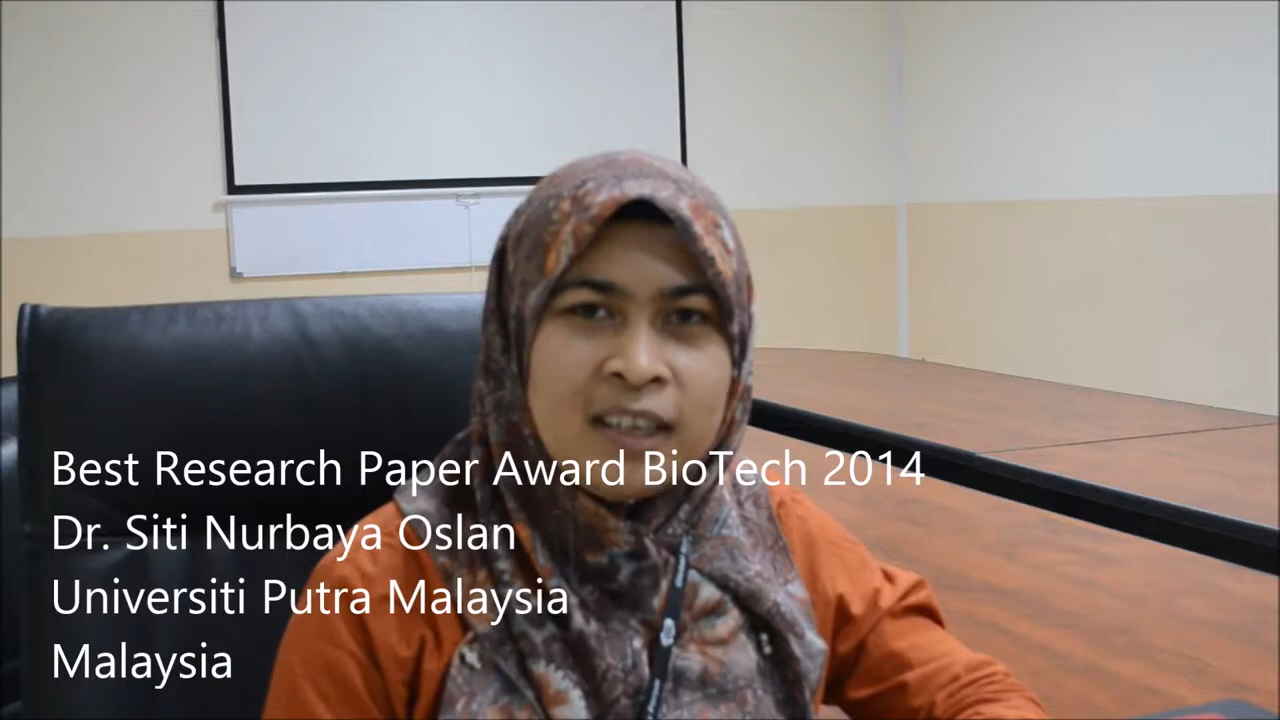 Best Research Paper Award BioTech 2014
Dr. Siti Nurbaya Oslan
Universiti Putra Malaysia
Malaysia